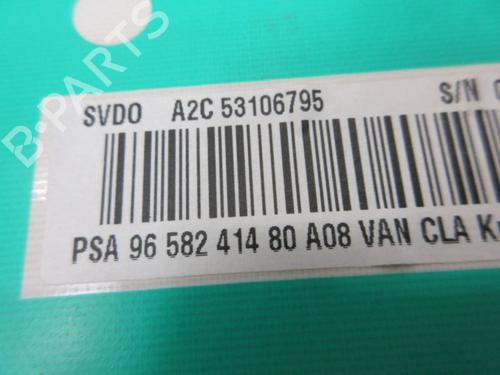 SVDO A2C 53106795 S/N
PSA 96 582 414 80 A08 VAN CLA
B-PARTS